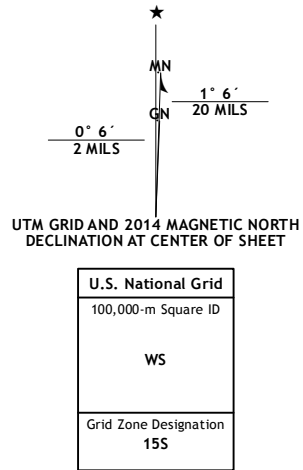 ★
MN
1° 6´
20 MILS
GN
0° 6´
2 MILS
UTM GRID AND 2014 MAGNETIC NORTH
DECLINATION AT CENTER OF SHEET
U.S. National Grid
100,000-m Square ID
WS
Grid Zone Designation
15S